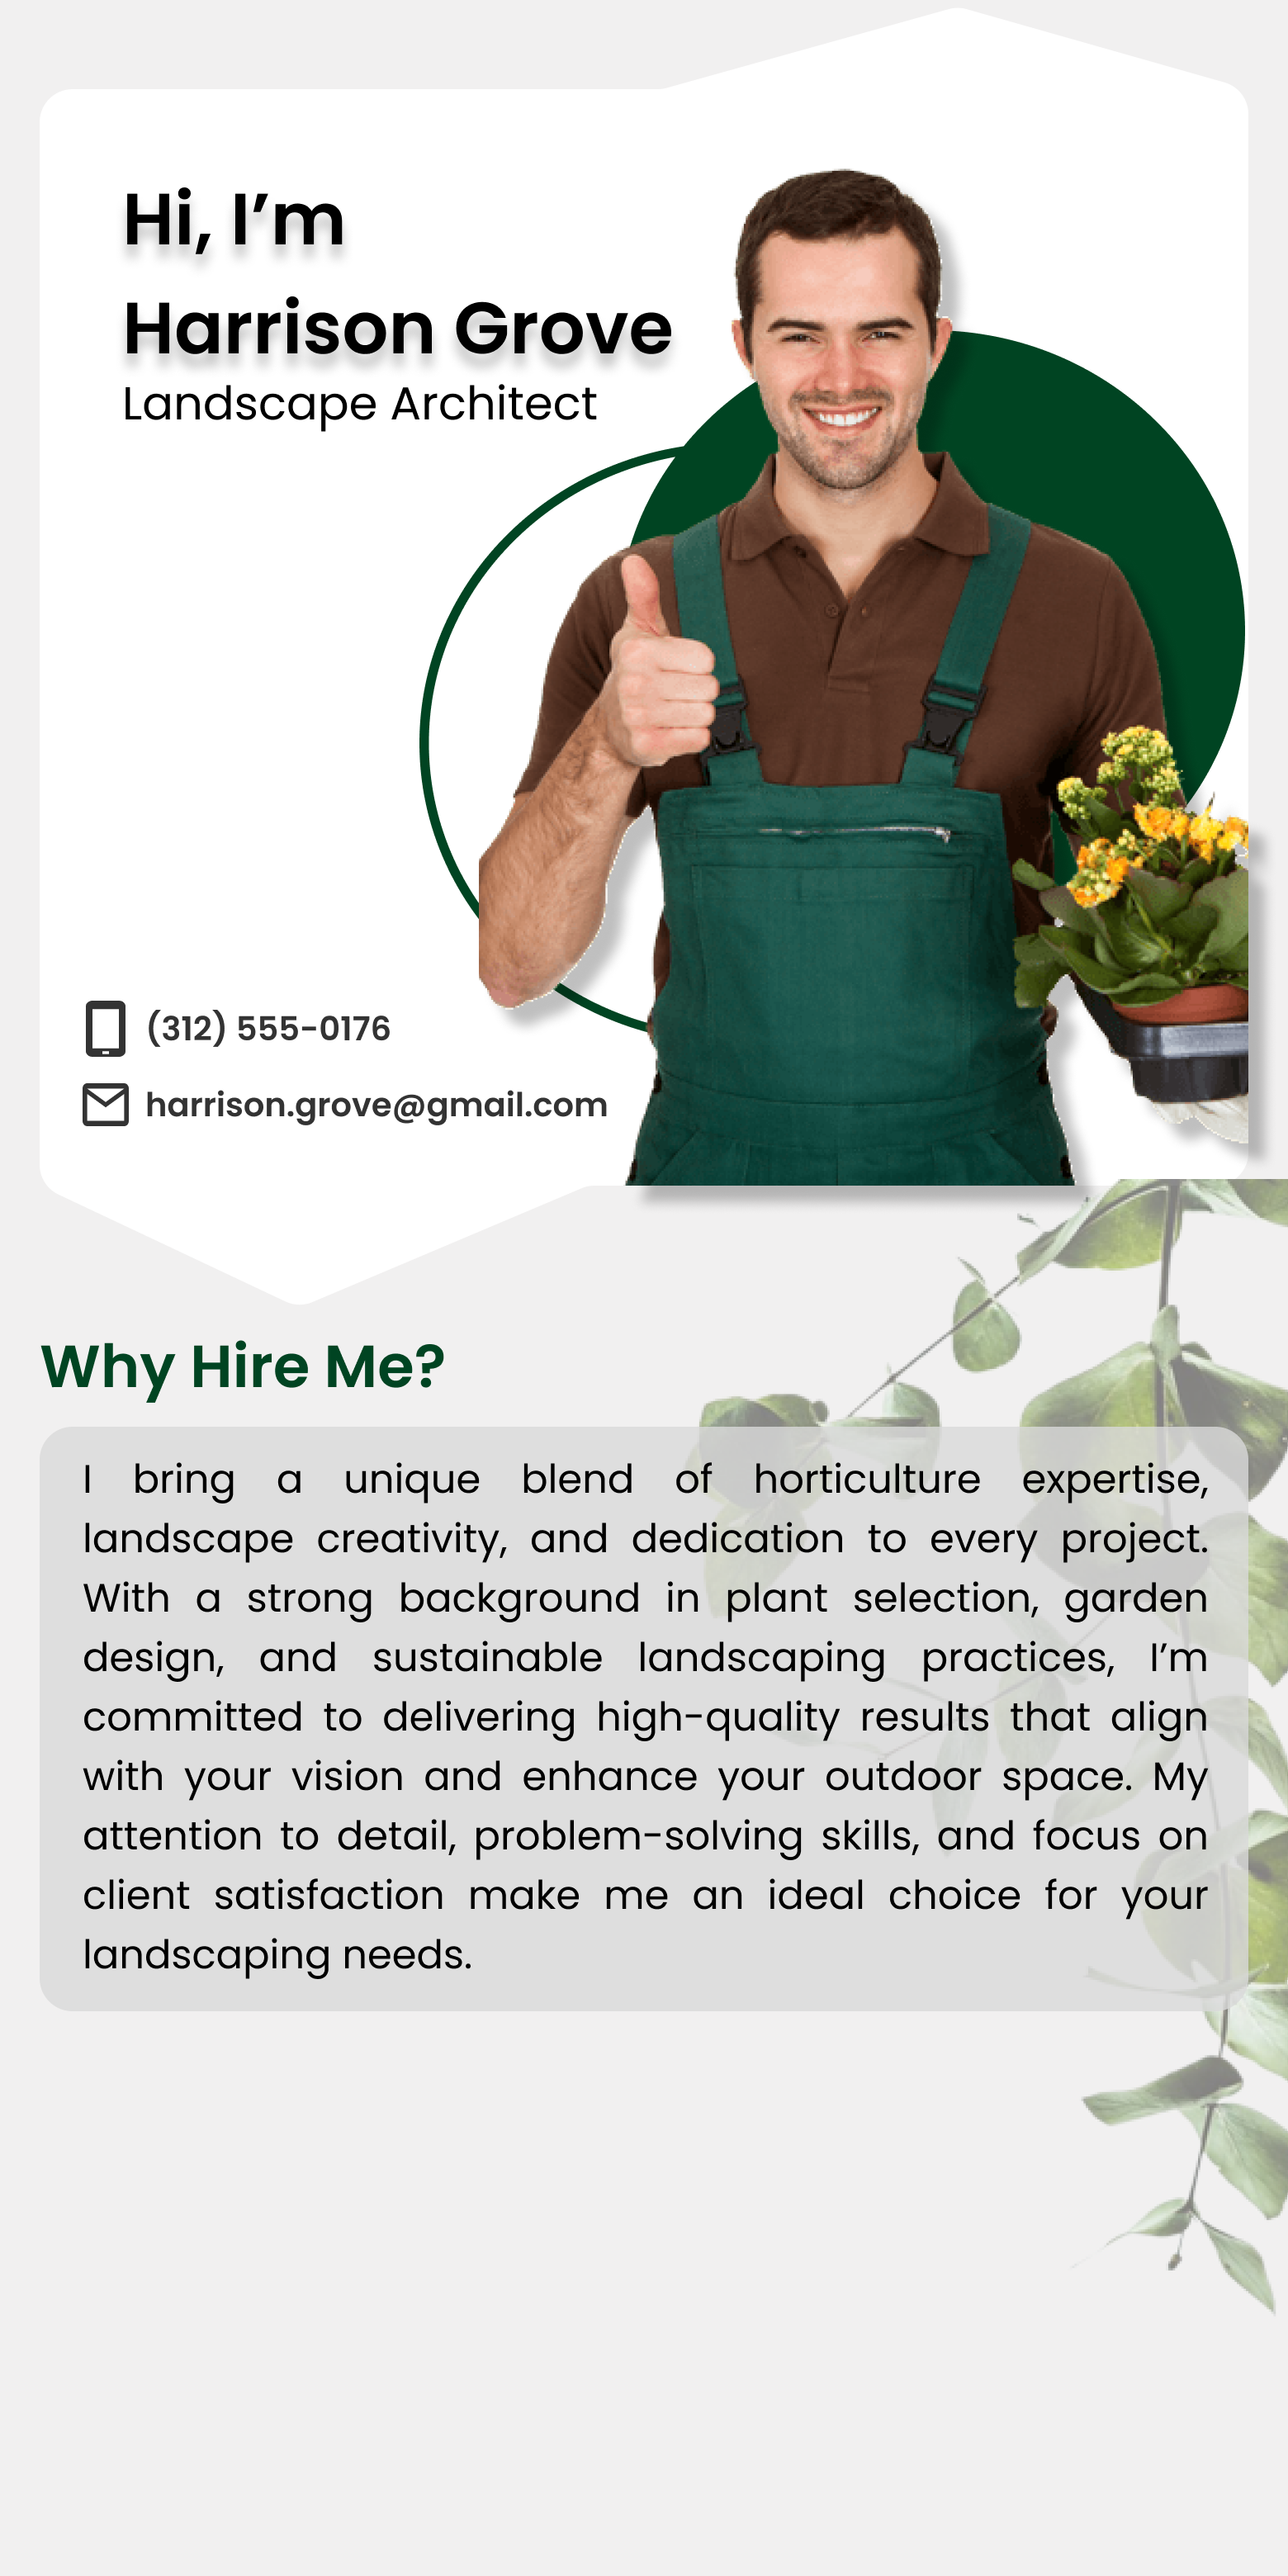 Hi, I’m
Harrison Grove
Landscape Architect
(312) 555-0176
harrison.grove@gmail.com
Why Hire Me?
I bring a unique blend of horticulture expertise,
landscape creativity, and dedication to every project.
With a strong background in plant selection, garden
design, and sustainable landscaping practices, I’m
committed to delivering high-quality results that align
with your vision and enhance your outdoor space. My
attention to detail, problem-solving skills, and focus on
client satisfaction make me an ideal choice for your
landscaping needs.